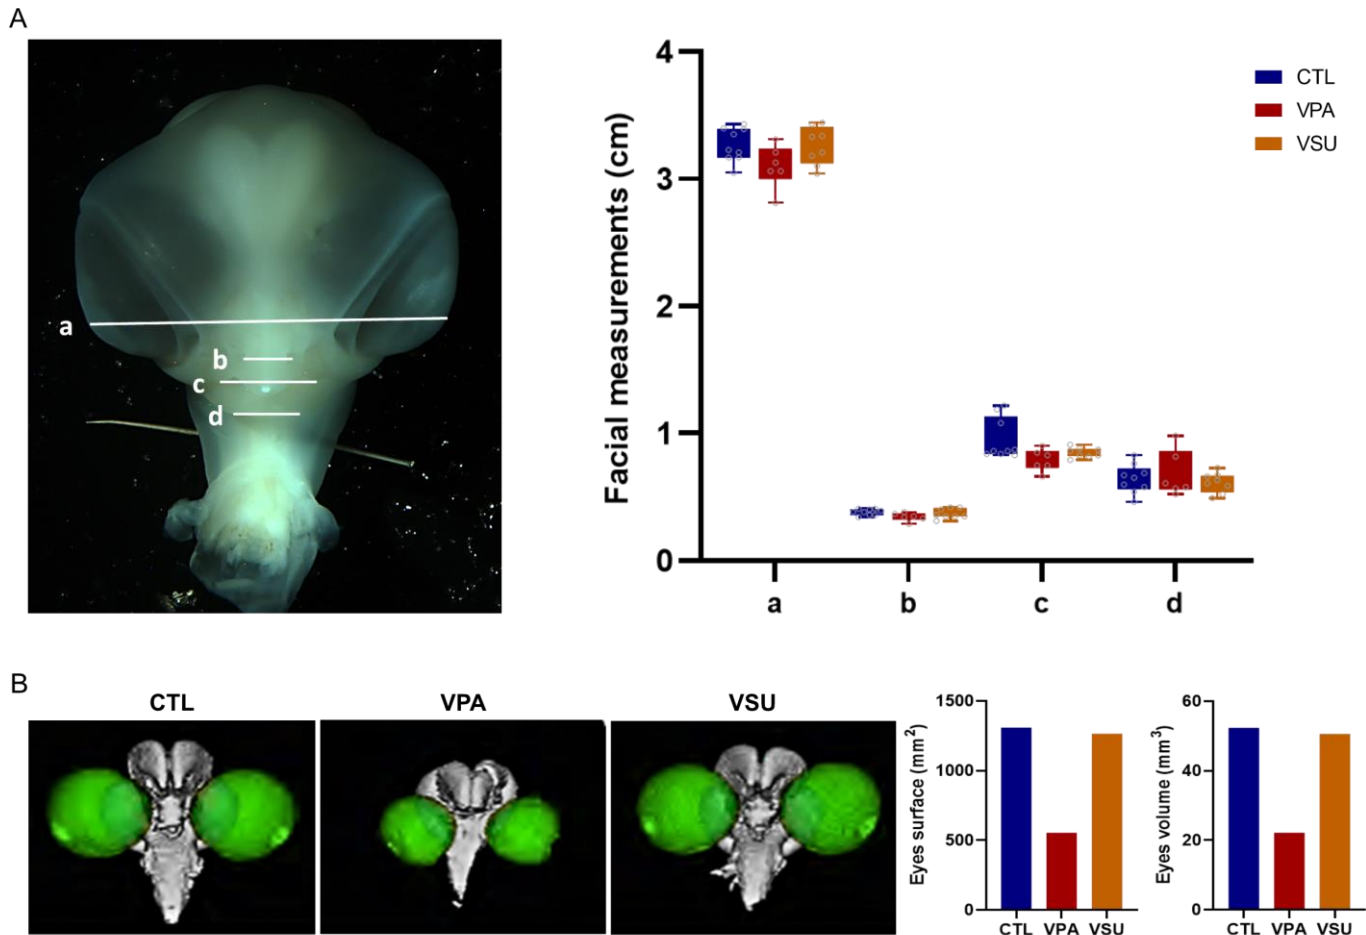 A
a
b
c
d
Facial measurements (cm)
4
3
2
1
0
a
b
c
d
CTL
VPA
VSU
B
CTL
VPA
VSU
Eyes surface (mm²)
1500
1000
500
0
CTL VPA VSU
Eyes volume (mm³)
60
40
20
0
CTL VPA VSU